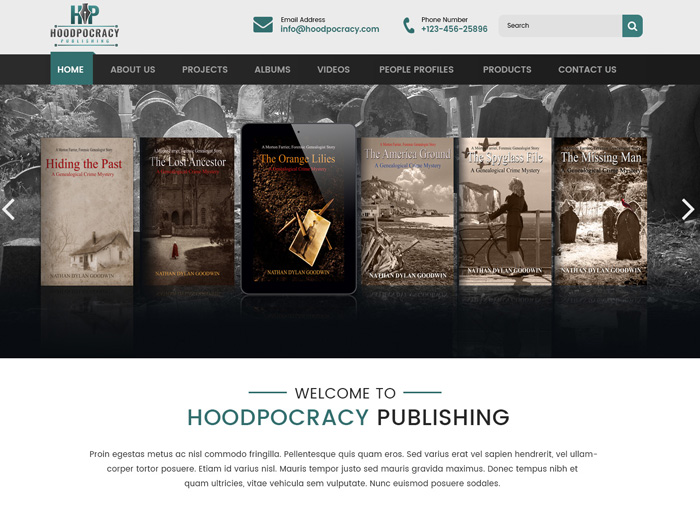 HP
HOODPOCRACY
PUBLISHING
Email Address
info@hoodpocracy.com
Phone Number
+123-456-25896
Search
HOME ABOUT US PROJECTS ALBUMS VIDEOS PEOPLE PROFILES PRODUCTS CONTACT US
A Morton Farrier, Forensic Genealogist Story
Hiding the Past
A Genealogical Crime Mystery
NATHAN DYLAN GOODWIN
A Morton Farrier, Forensic Genealogist Story
The Lost Ancestor
A Genealogical Crime Mystery
NATHAN DYLAN GOODWIN
A Morton Farrier, Forensic Genealogist Story
The Orange Lilies
A Genealogical Crime Mystery
NATHAN DYLAN GOODWIN
A Morton Farrier, Forensic Genealogist Story
The America Ground
A Genealogical Crime Mystery
NATHAN DYLAN GOODWIN
A Morton Farrier, Forensic Genealogist Story
The Spyglass File
A Genealogical Crime Mystery
NATHAN DYLAN GOODWIN
A Morton Farrier, Forensic Genealogist Story
The Missing Man
A Genealogical Crime Mystery
NATHAN DYLAN GOODWIN
WELCOME TO
HOODPOCRACY PUBLISHING
Proin egestas metus ac nisl commodo fringilla. Pellentesque quis quam eros. Sed varius erat vel sapien hendrerit, vel ullam-
corper tortor posuere. Etiam id varius nisl. Mauris tempor justo sed mauris gravida maximus. Donec tempus nibh et
quam ultricies, vitae vehicula sem vulputate. Nunc euismod posuere sodales.